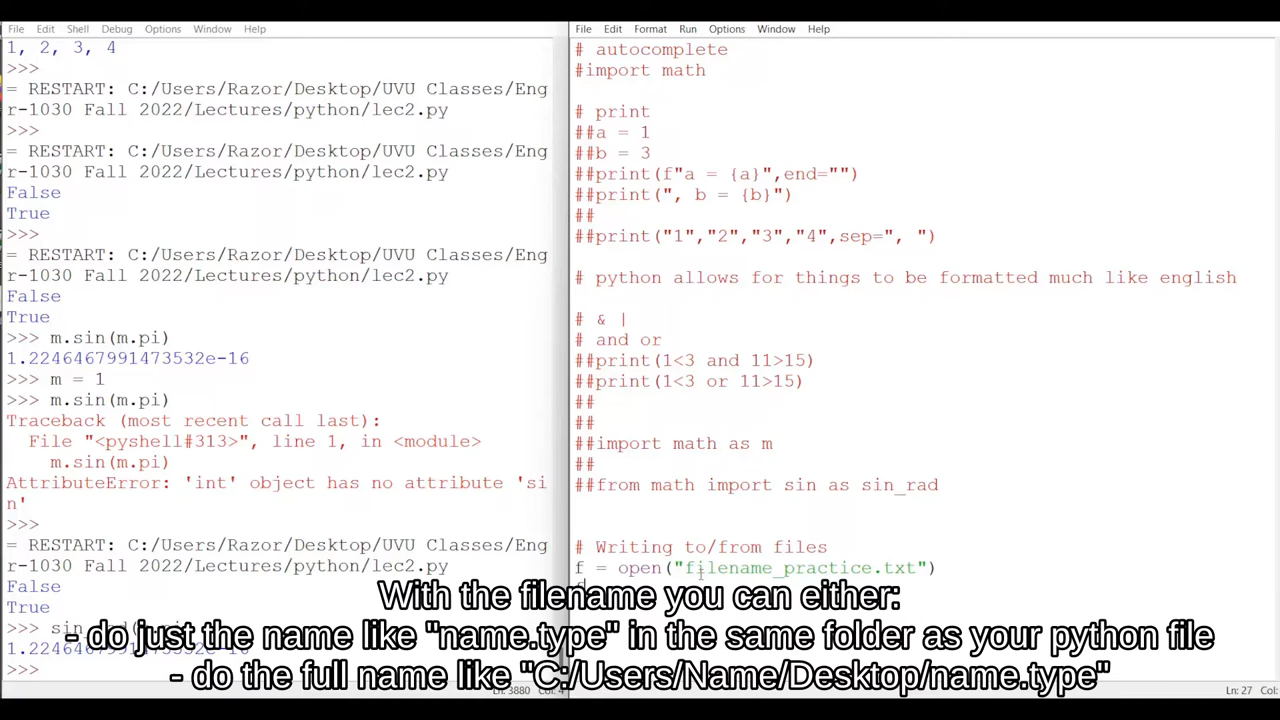 File Edit Shell Debug Options Window Help
1, 2, 3, 4
>>>
= RESTART: C:/Users/Razor/Desktop/UVU Classes/Eng
r-1030 Fall 2022/Lectures/python/lec2.py
>>>
= RESTART: C:/Users/Razor/Desktop/UVU Classes/Eng
r-1030 Fall 2022/Lectures/python/lec2.py
False
True
>>>
= RESTART: C:/Users/Razor/Desktop/UVU Classes/Eng
r-1030 Fall 2022/Lectures/python/lec2.py
False
True
>>> m.sin(m.pi)
1.2246467991473532e-16
>>> m = 1
>>> m.sin(m.pi)
Traceback (most recent call last):
  File "<pyshell#313>", line 1, in <module>
    m.sin(m.pi)
AttributeError: 'int' object has no attribute 'si
n'
>>>
= RESTART: C:/Users/Razor/Desktop/UVU Classes/Eng
r-1030 Fall 2022/Lectures/python/lec2.py
False
True
>>>
>>>
Ln: 3880
File Edit Format Run Options Window Help
# autocomplete
#import math
# print
##a = 1
##b = 3
##print(f"a = {a}",end="")
##print(", b = {b}")
##
##print("1","2","3","4",sep=", ")
# python allows for things to be formatted much like english
# & |
# and or
##print(1<3 and 11>15)
##print(1<3 or 11>15)
##
##
##import math as m
##
##from math import sin as sin_rad
# Writing to/from files
f = open("filename_practice.txt")
Ln: 27
With the filename you can either:
- do just the name like "name.type" in the same folder as your python file
- do the full name like "C:/Users/Name/Desktop/name.type"